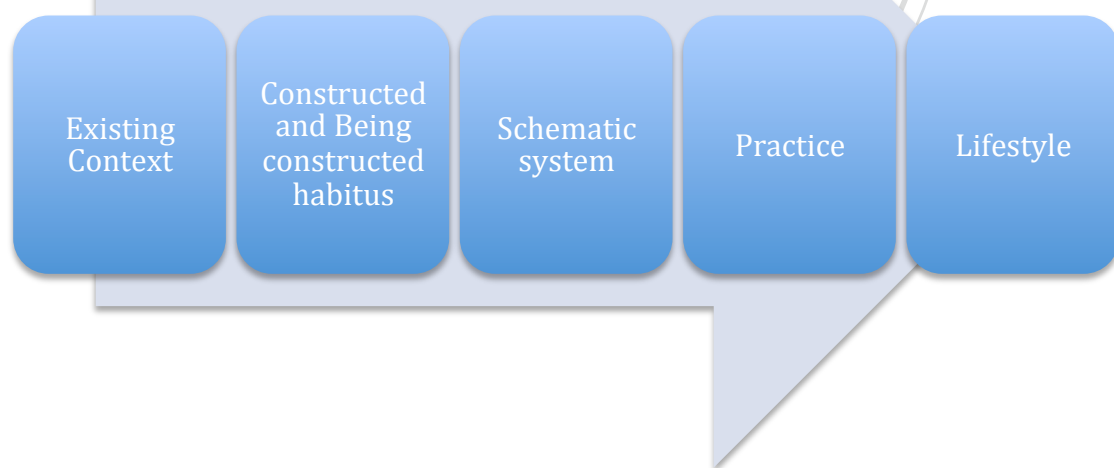 Existing
Context
Constructed
and Being
constructed
habitus
Schematic
system
Practice
Lifestyle